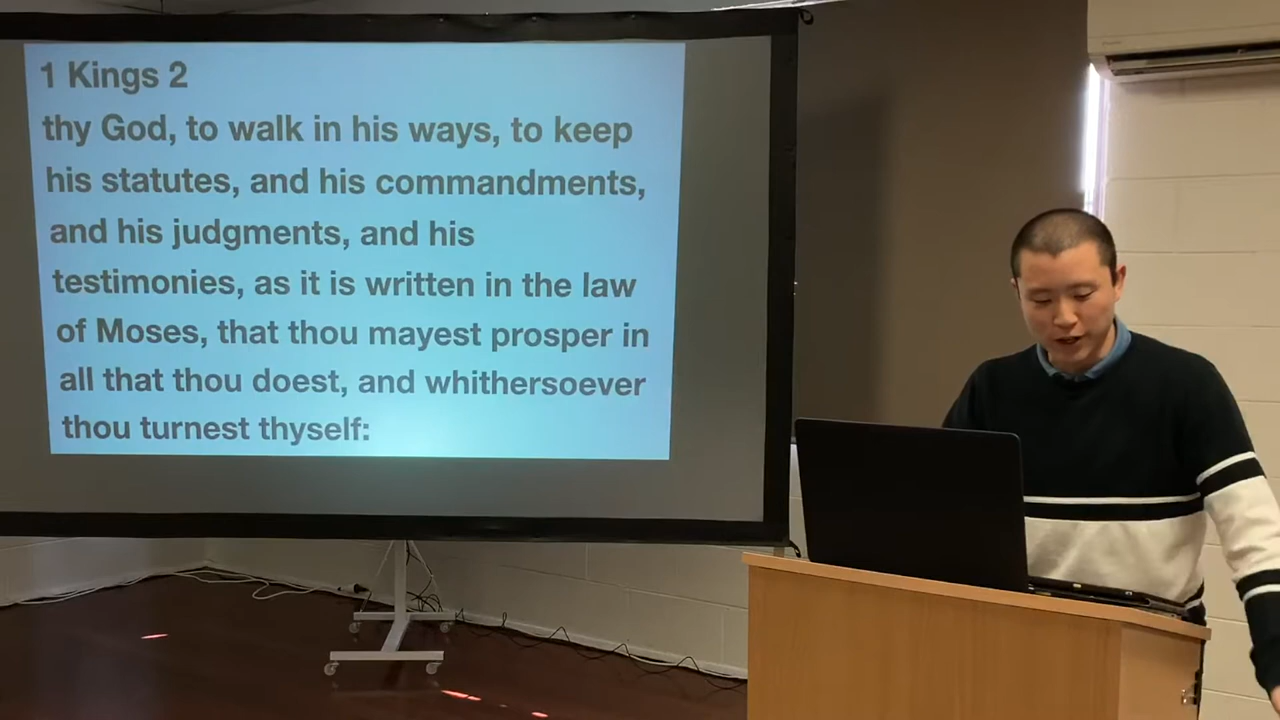 1 Kings 2
thy God, to walk in his ways, to keep
his statutes, and his commandments,
and his judgments, and his
testimonies, as it is written in the law
of Moses, that thou mayest prosper in
all that thou doest, and whithersoever
thou turnest thyself: